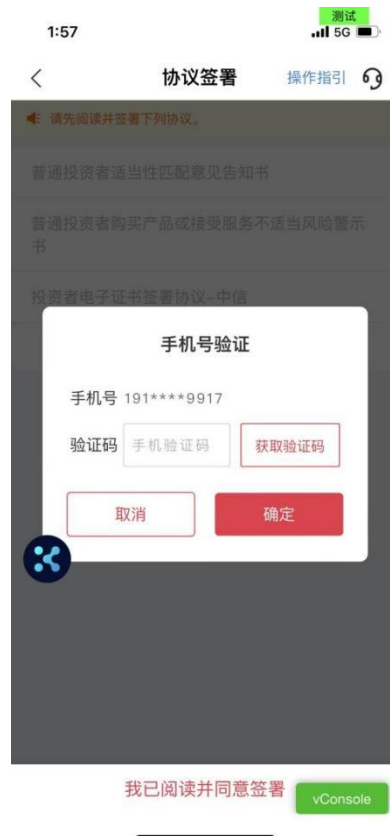 测试
1:57
5G
协议签署
操作指引
请先阅读并签署下列协议。
普通投资者适当性匹配意见告知书
普通投资者购买产品或接受服务不适当风险警示
书
投资者电子证书签署协议-中信
手机号验证
手机号 191****9917
验证码 手机验证码 获取验证码
取消 确定
我已阅读并同意签署
vConsole